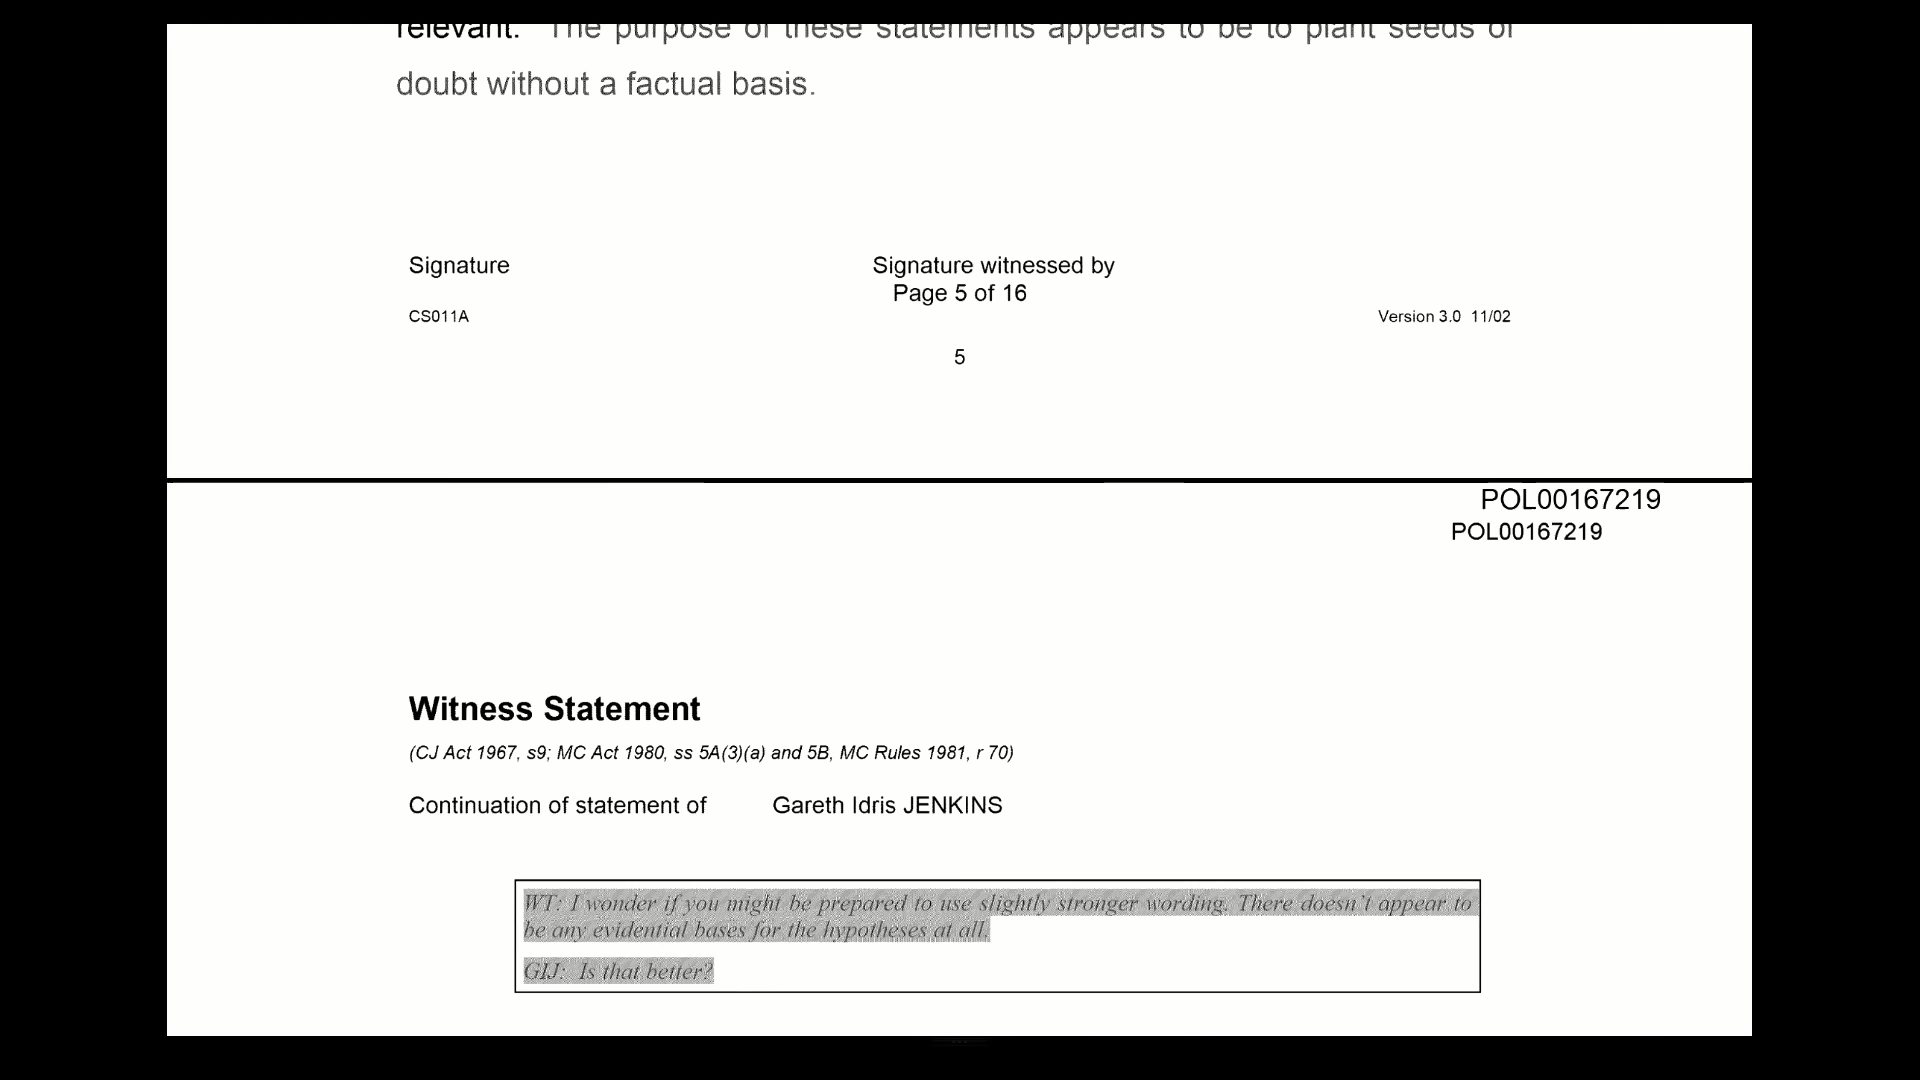 relevant. The purpose of these statements appears to be to plant seeds of
doubt without a factual basis.
Signature
Signature witnessed by
Page 5 of 16
CS011A
Version 3.0 11/02
5
POL00167219
POL00167219
Witness Statement
(CJ Act 1967, s9; MC Act 1980, ss 5A(3)(a) and 5B, MC Rules 1981, r 70)
Continuation of statement of Gareth Idris JENKINS
WT: I wonder if you might be prepared to use slightly stronger wording. There doesn't appear to
be any evidential bases for the hypotheses at all.
GIJ: Is that better?